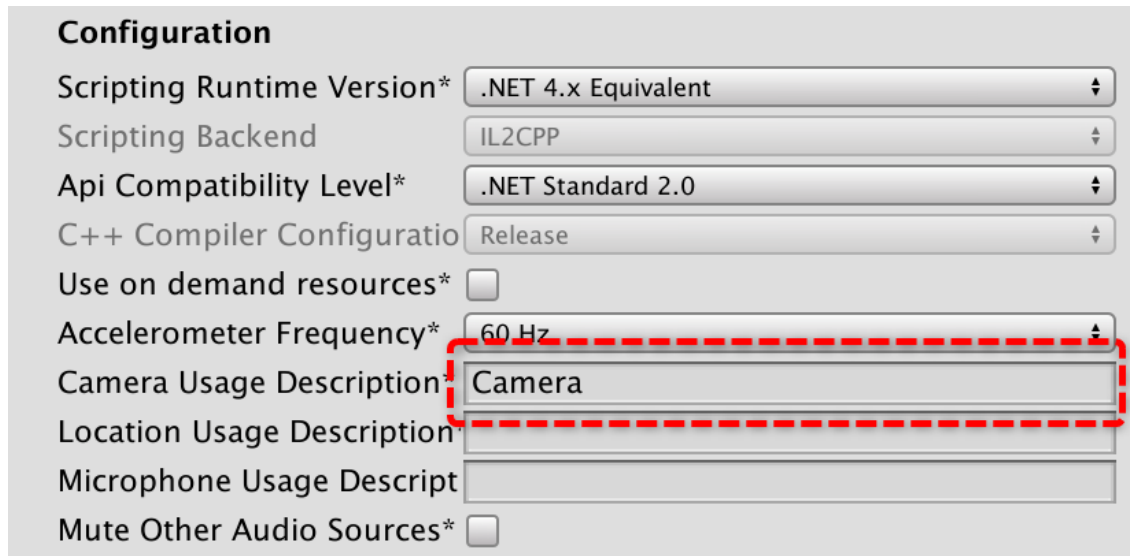 Configuration
Scripting Runtime Version* .NET 4.x Equivalent
Scripting Backend IL2CPP
Api Compatibility Level* .NET Standard 2.0
C++ Compiler Configuratio Release
Use on demand resources*
Accelerometer Frequency* 60 Hz
Camera Usage Description* Camera
Location Usage Description*
Microphone Usage Descript
Mute Other Audio Sources*